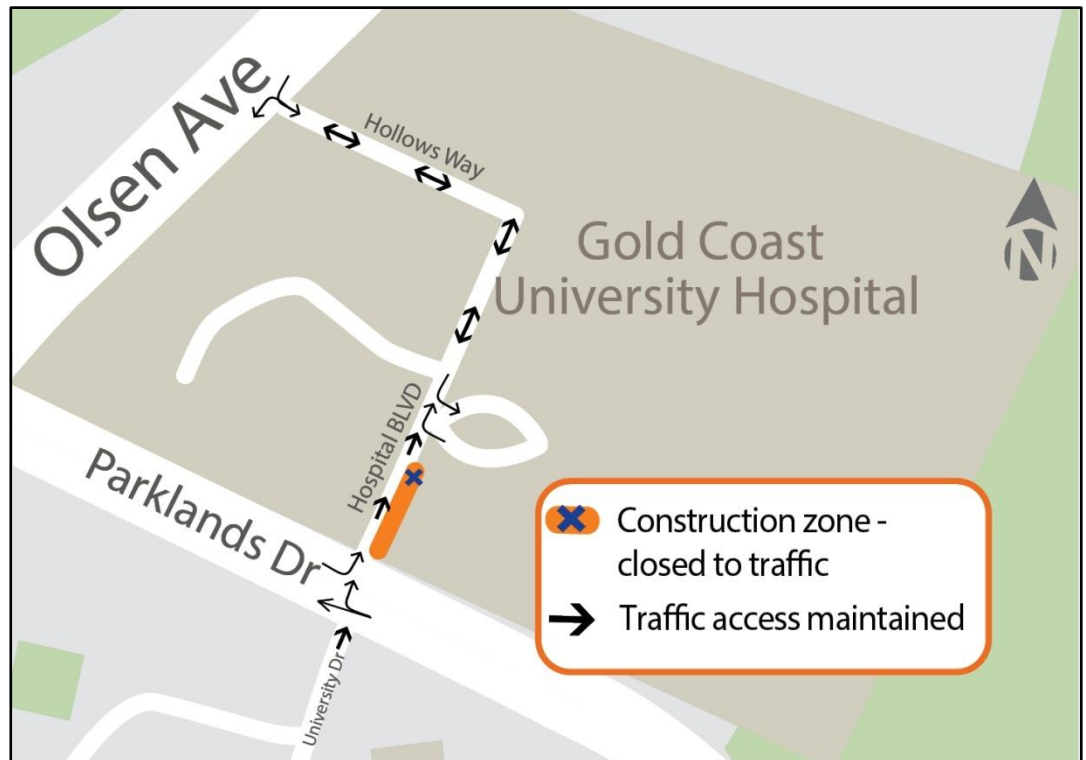 Olsen Ave
Hollows Way
Gold Coast
University Hospital
N
Hospital BLVD
Parklands Dr
University Dr
Construction zone -
closed to traffic
Traffic access maintained